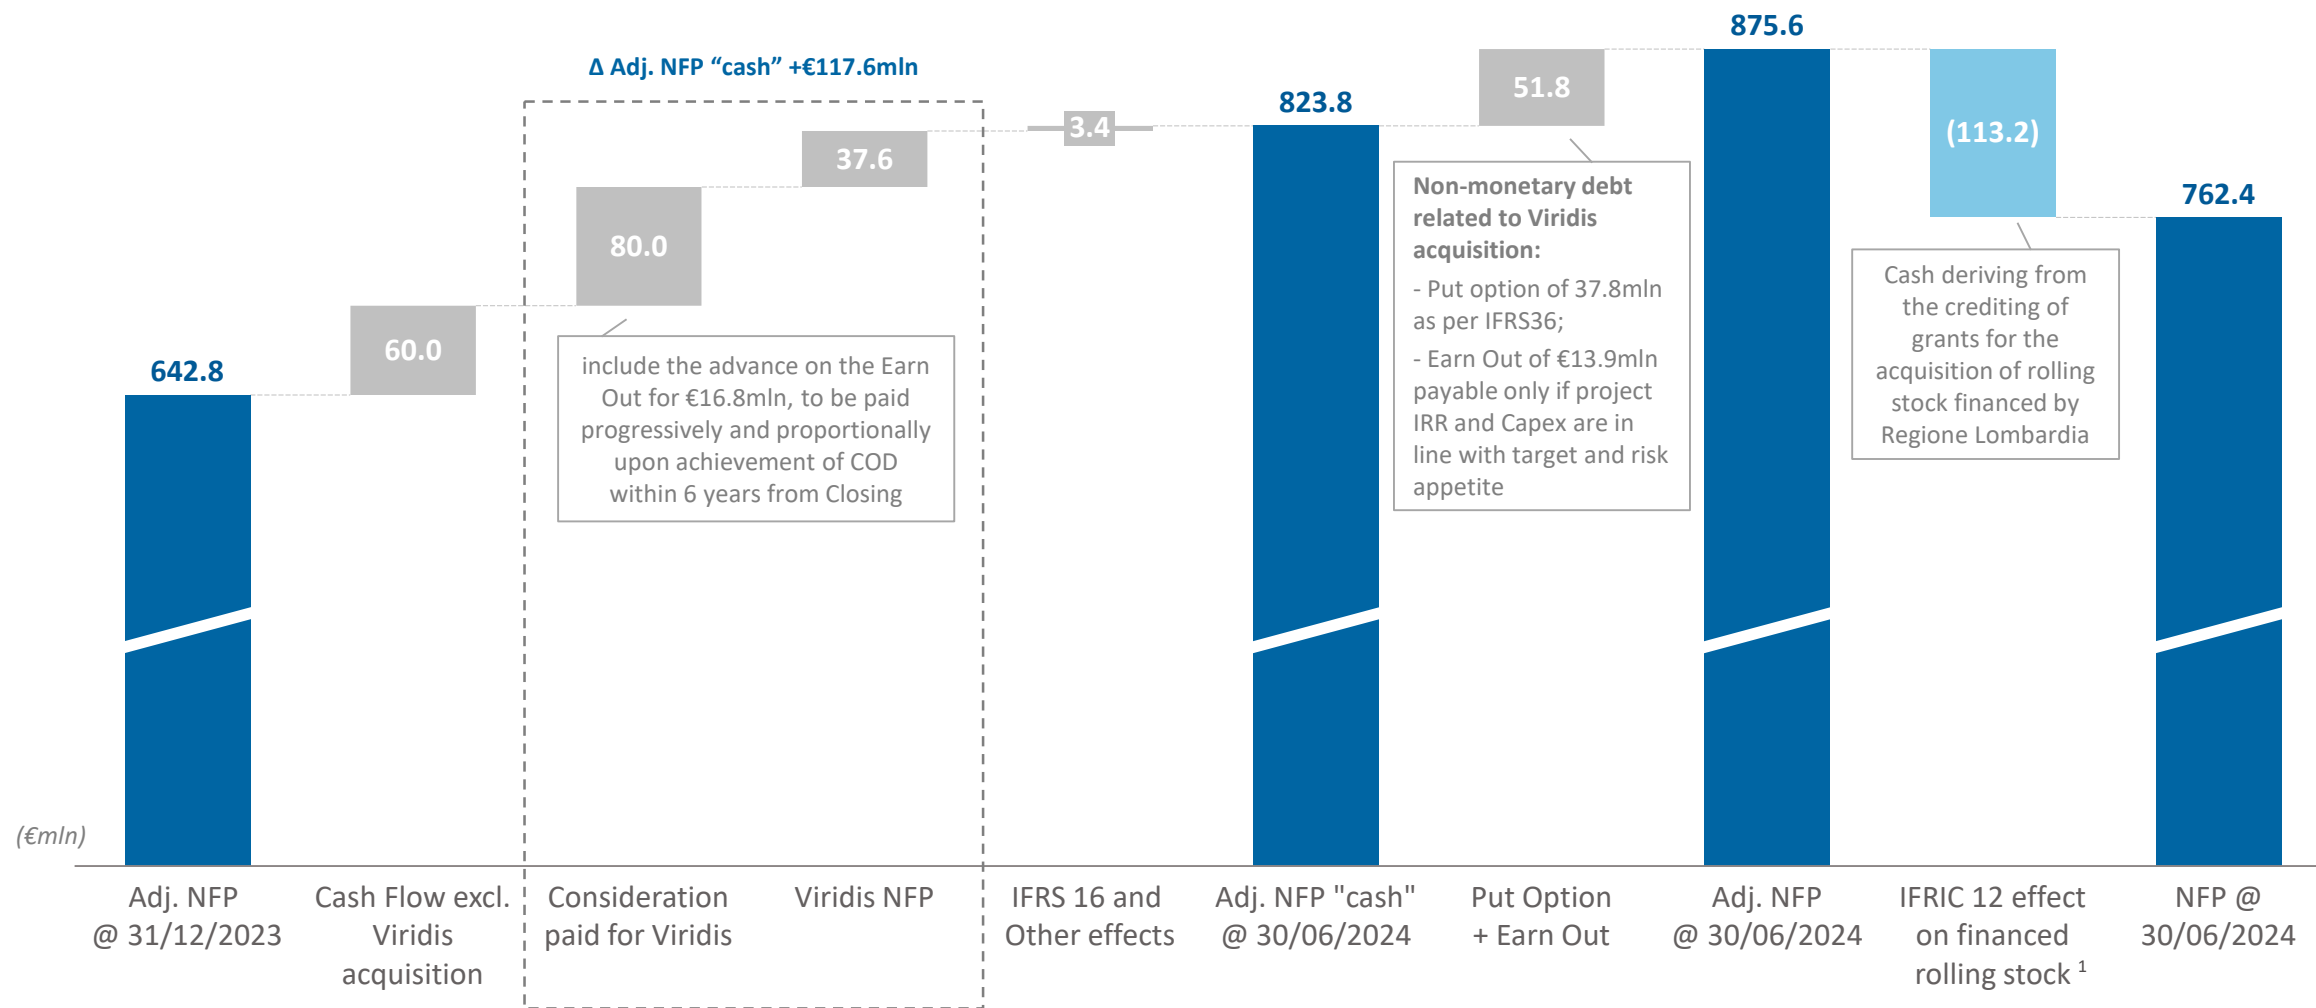 875.6
Δ Adj. NFP “cash” +€117.6mln
823.8
51.8
3.4
(113.2)
37.6
Non-monetary debt
related to Viridis
acquisition:
- Put option of 37.8mln
as per IFRS36;
- Earn Out of €13.9mln
payable only if project
IRR and Capex are in
line with target and risk
appetite
762.4
80.0
Cash deriving from
the crediting of
grants for the
acquisition of rolling
stock financed by
Regione Lombardia
60.0
642.8
include the advance on the Earn
Out for €16.8mln, to be paid
progressively and proportionally
upon achievement of COD
within 6 years from Closing
(€mln)
Adj. NFP
@ 31/12/2023
Cash Flow excl.
Viridis
acquisition
Consideration
paid for Viridis
Viridis NFP
IFRS 16 and
Other effects
Adj. NFP "cash"
@ 30/06/2024
Put Option
+ Earn Out
Adj. NFP
@ 30/06/2024
IFRIC 12 effect
on financed
rolling stock 1
NFP @
30/06/2024